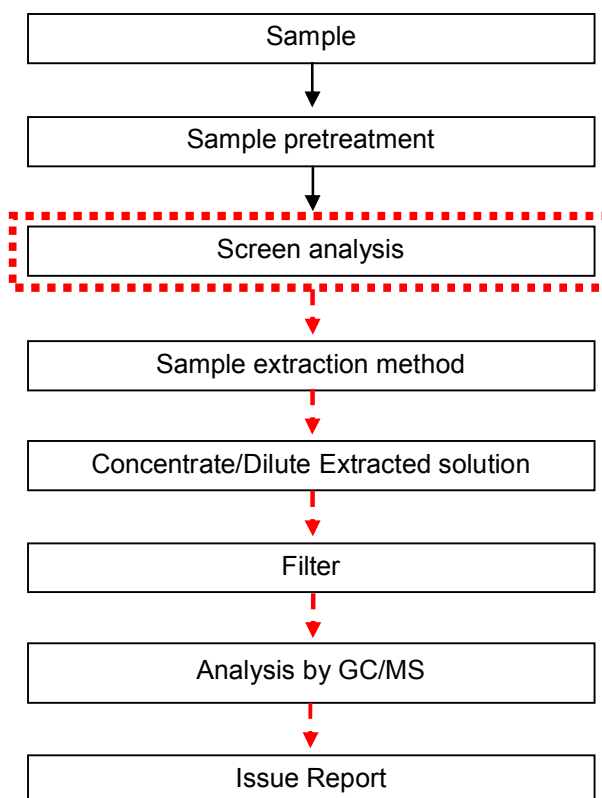 Sample
Sample pretreatment
Screen analysis
Sample extraction method
Concentrate/Dilute Extracted solution
Filter
Analysis by GC/MS
Issue Report